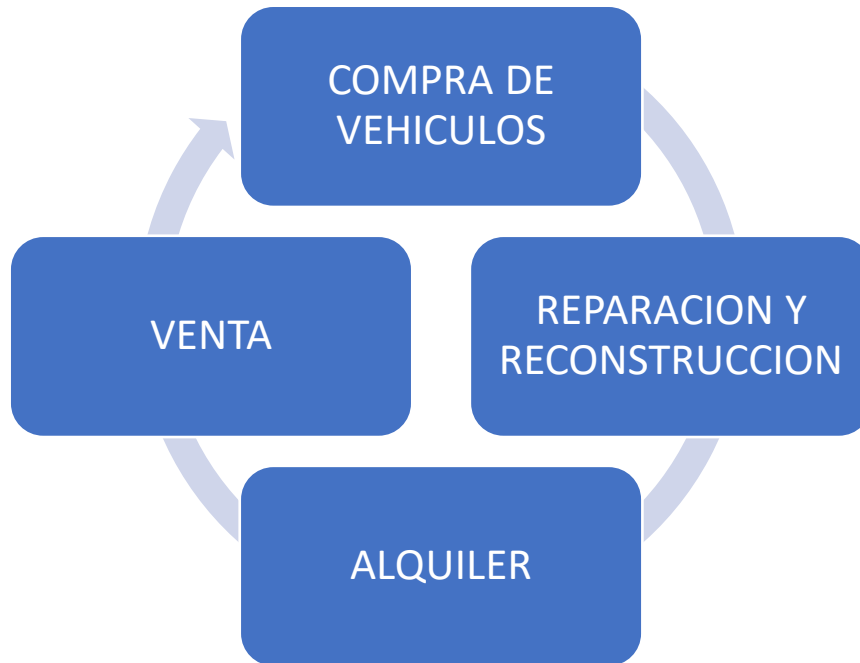 COMPRA DE
VEHICULOS
REPARACION Y
RECONSTRUCCION
ALQUILER
VENTA